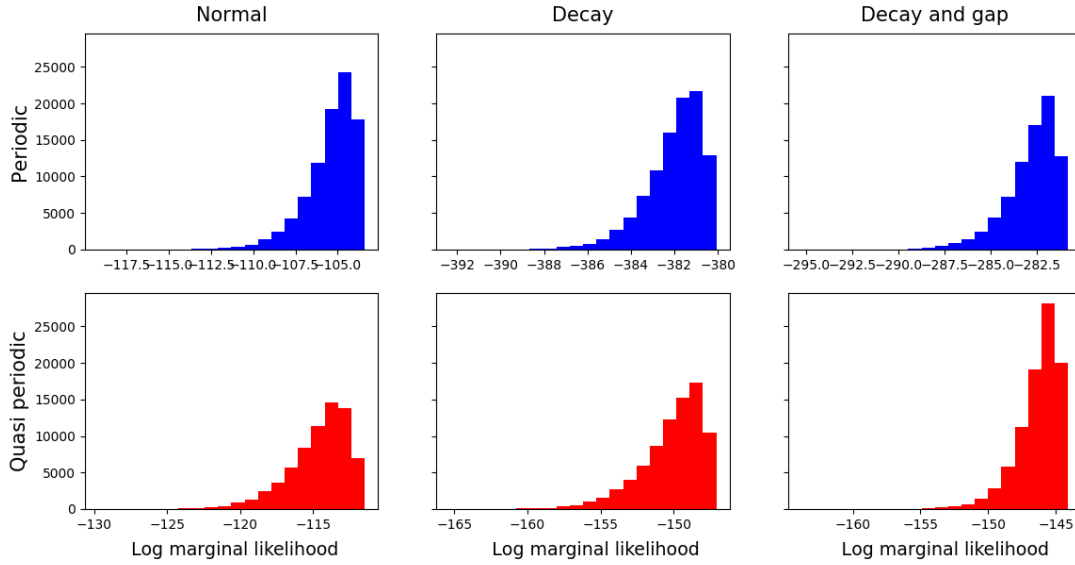 Normal Decay Decay and gap
Periodic
25000
20000
15000
10000
5000
0
−117.5 −115.0 −112.5 −110.0 −107.5 −105.0
−392 −390 −388 −386 −384 −382 −380
−295.0 −292.5 −290.0 −287.5 −285.0 −282.5
Quasi periodic
25000
20000
15000
10000
5000
0
−130 −125 −120 −115
−165 −160 −155 −150
−160 −155 −150 −145
Log marginal likelihood Log marginal likelihood Log marginal likelihood